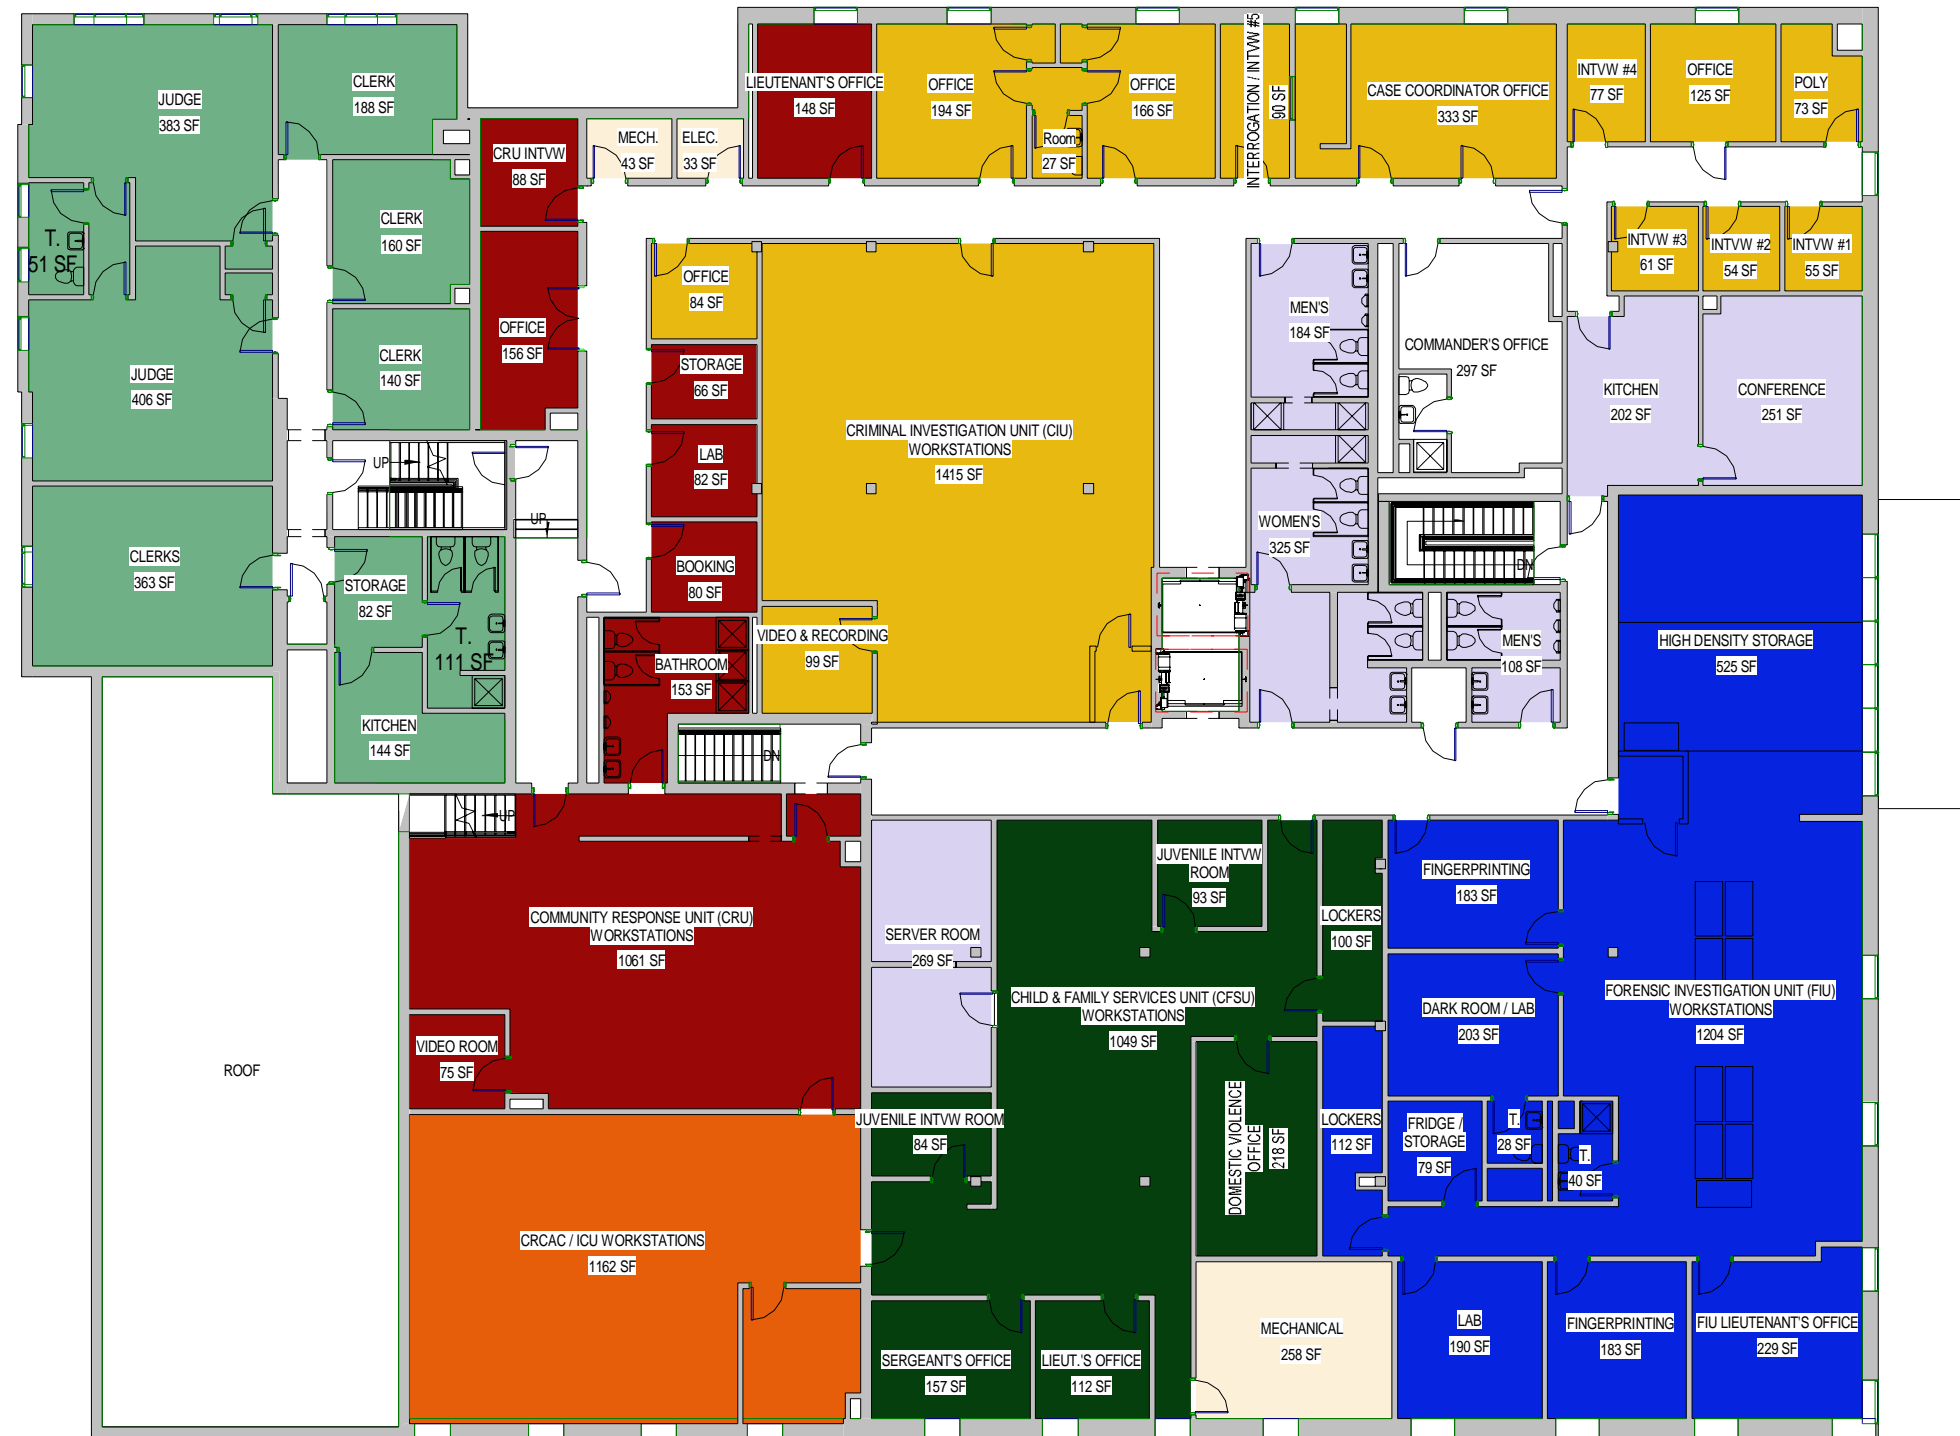 JUDGE
383 SF
CLERK
188 SF
CRU INTVW
88 SF
MECH.
43 SF
ELEC.
33 SF
LIEUTENANT'S OFFICE
148 SF
OFFICE
194 SF
Room
27 SF
OFFICE
166 SF
INTERROGATION / INTVW #5
90 SF
CASE COORDINATOR OFFICE
333 SF
INTVW #4
77 SF
OFFICE
125 SF
POLY
73 SF
T.
51 SF
CLERK
160 SF
OFFICE
84 SF
MEN'S
184 SF
COMMANDER'S OFFICE
297 SF
INTVW #3
61 SF
INTVW #2
54 SF
INTVW #1
55 SF
JUDGE
406 SF
CLERK
140 SF
OFFICE
156 SF
STORAGE
66 SF
LAB
82 SF
CRIMINAL INVESTIGATION UNIT (CIU)
WORKSTATIONS
1415 SF
KITCHEN
202 SF
CONFERENCE
251 SF
UP
UP
WOMEN'S
325 SF
DN
CLERKS
363 SF
STORAGE
82 SF
T.
111 SF
BOOKING
80 SF
VIDEO & RECORDING
99 SF
BATHROOM
153 SF
MEN'S
108 SF
HIGH DENSITY STORAGE
525 SF
KITCHEN
144 SF
DN
UP
COMMUNITY RESPONSE UNIT (CRU)
WORKSTATIONS
1061 SF
SERVER ROOM
269 SF
JUVENILE INTVW
ROOM
93 SF
LOCKERS
100 SF
FINGERPRINTING
183 SF
CHILD & FAMILY SERVICES UNIT (CFSU)
WORKSTATIONS
1049 SF
DARK ROOM / LAB
203 SF
FORENSIC INVESTIGATION UNIT (FIU)
WORKSTATIONS
1204 SF
ROOF
VIDEO ROOM
75 SF
JUVENILE INTVW ROOM
84 SF
DOMESTIC VIOLENCE
OFFICE
218 SF
LOCKERS
112 SF
FRIDGE /
STORAGE
79 SF
T.
28 SF
T.
40 SF
CRCAC / ICU WORKSTATIONS
1162 SF
SERGEANT'S OFFICE
157 SF
LIEUT.'S OFFICE
112 SF
MECHANICAL
258 SF
LAB
190 SF
FINGERPRINTING
183 SF
FIU LIEUTENANT'S OFFICE
229 SF